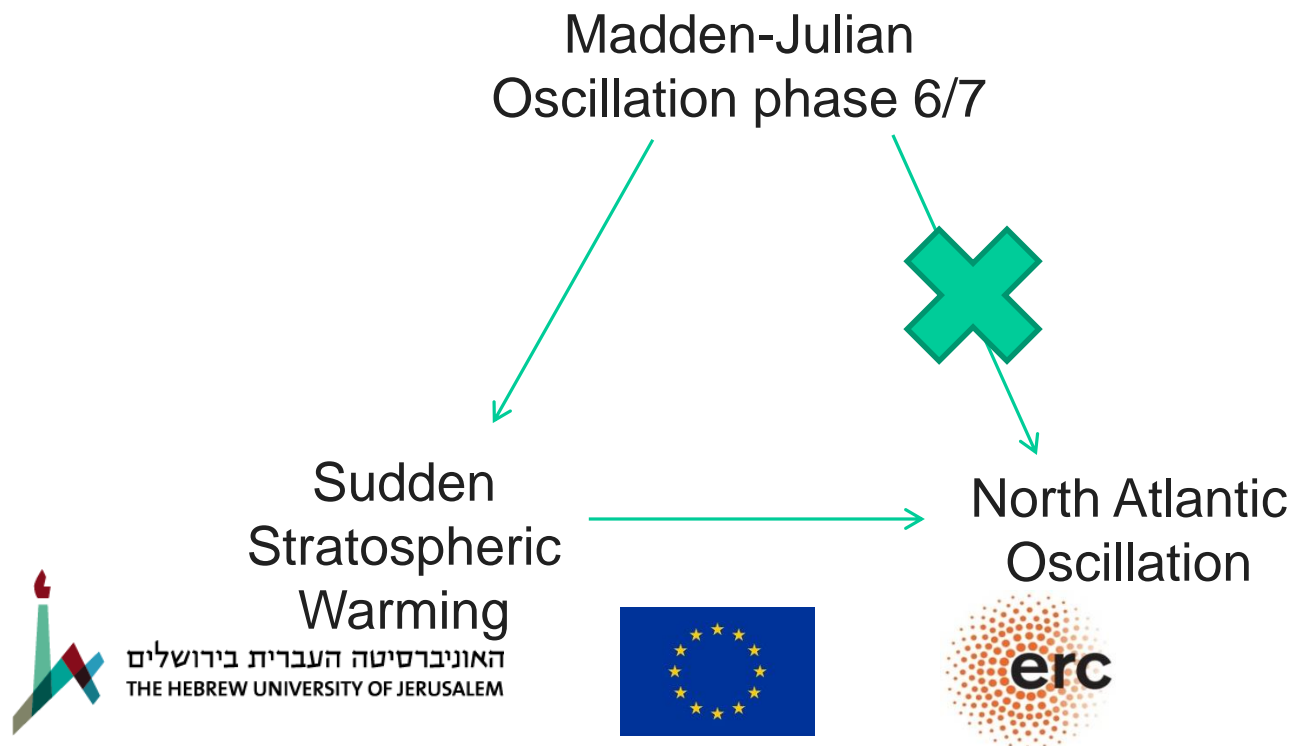 Madden-Julian
Oscillation phase 6/7
Sudden
Stratospheric
Warming
North Atlantic
Oscillation
האוניברסיטה העברית בירושלים
THE HEBREW UNIVERSITY OF JERUSALEM
erc